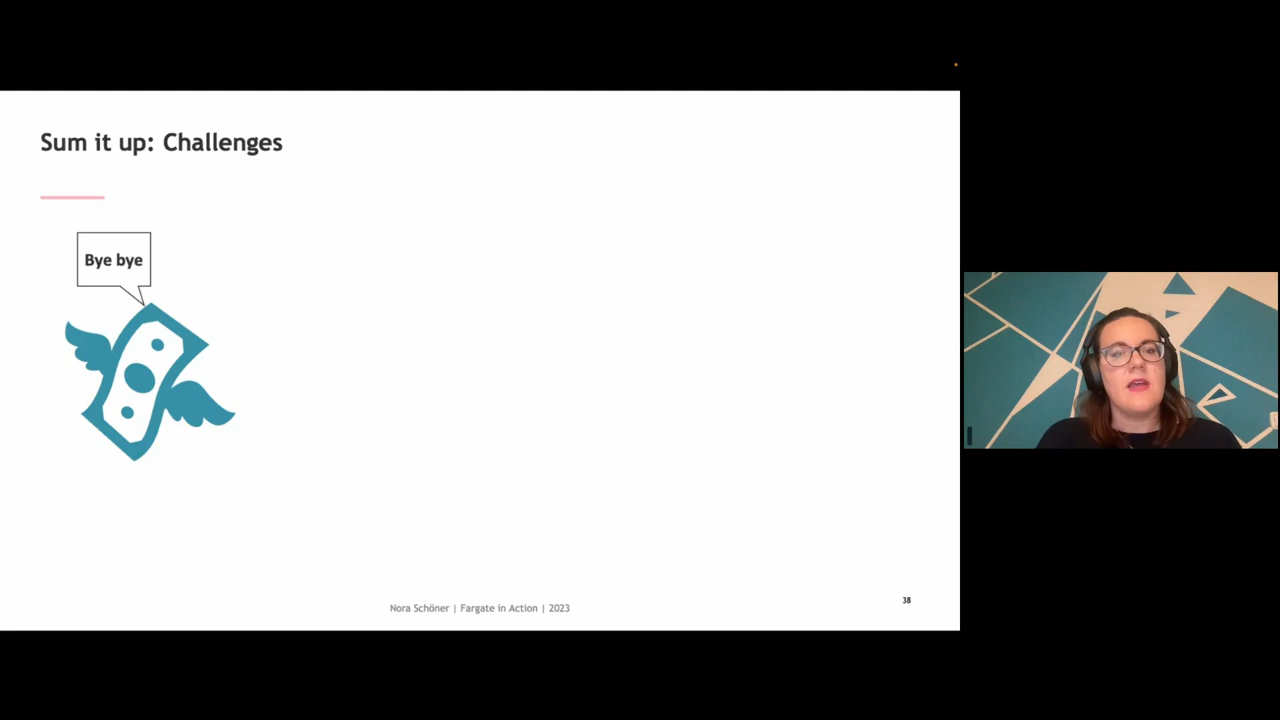 Sum it up: Challenges
Bye bye
Nora Schöner | Fargate in Action | 2023
38